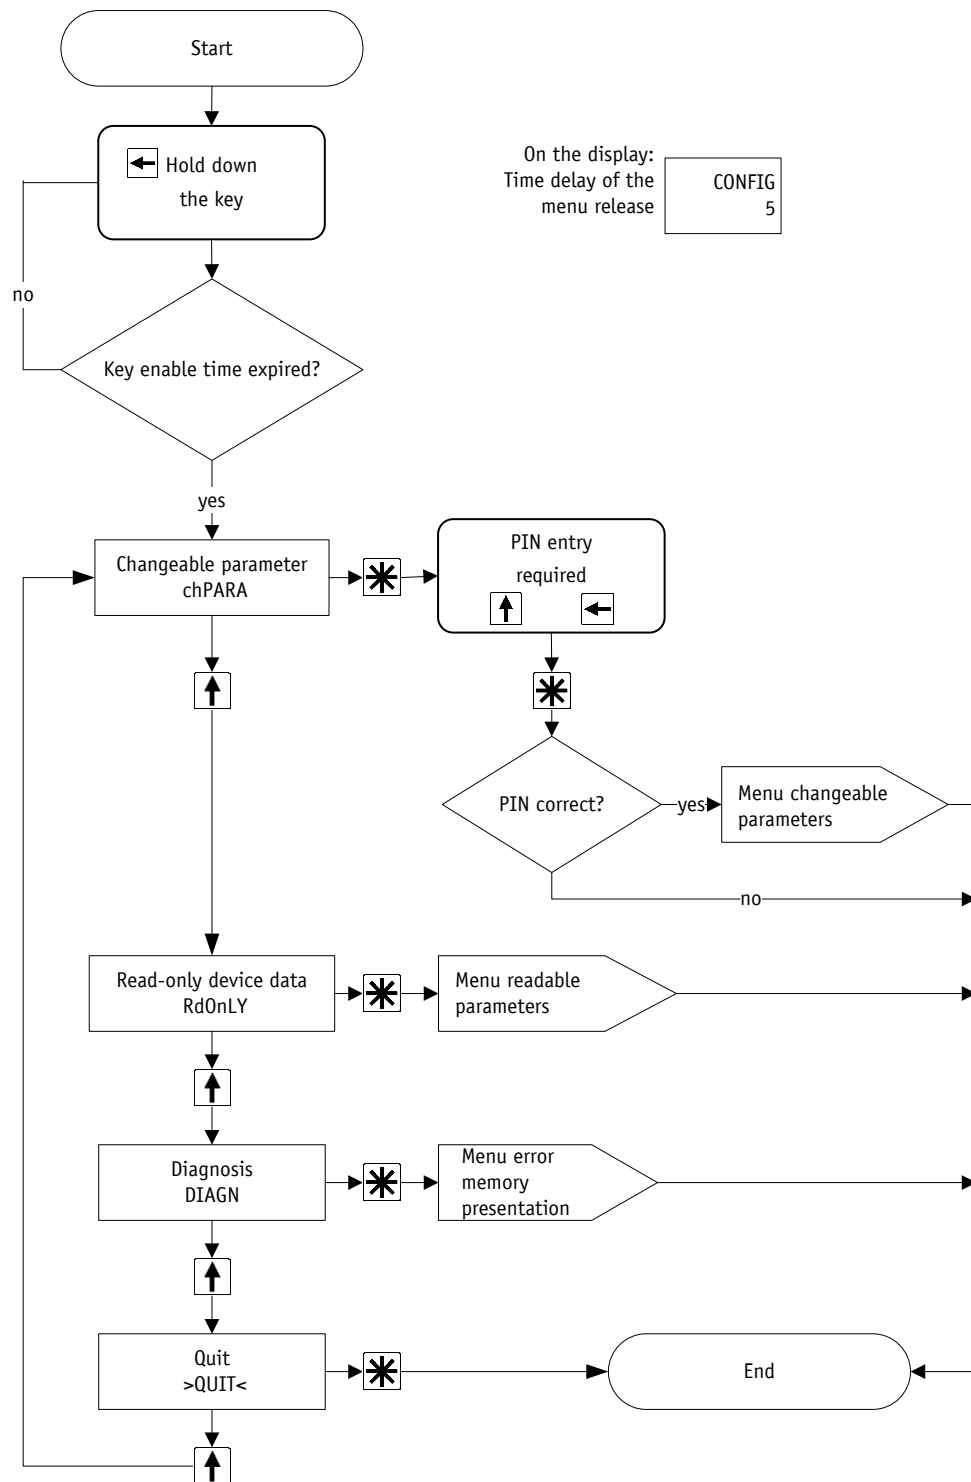 Start
Hold down
the key
On the display:
Time delay of the
menu release
CONFIG
5
no
Key enable time expired?
yes
Changeable parameter
chPARA
PIN entry
required
PIN correct?
yes
Menu changeable
parameters
no
Read-only device data
RdOnLY
Menu readable
parameters
Diagnosis
DIAGN
Menu error
memory
presentation
Quit
>QUIT<
End